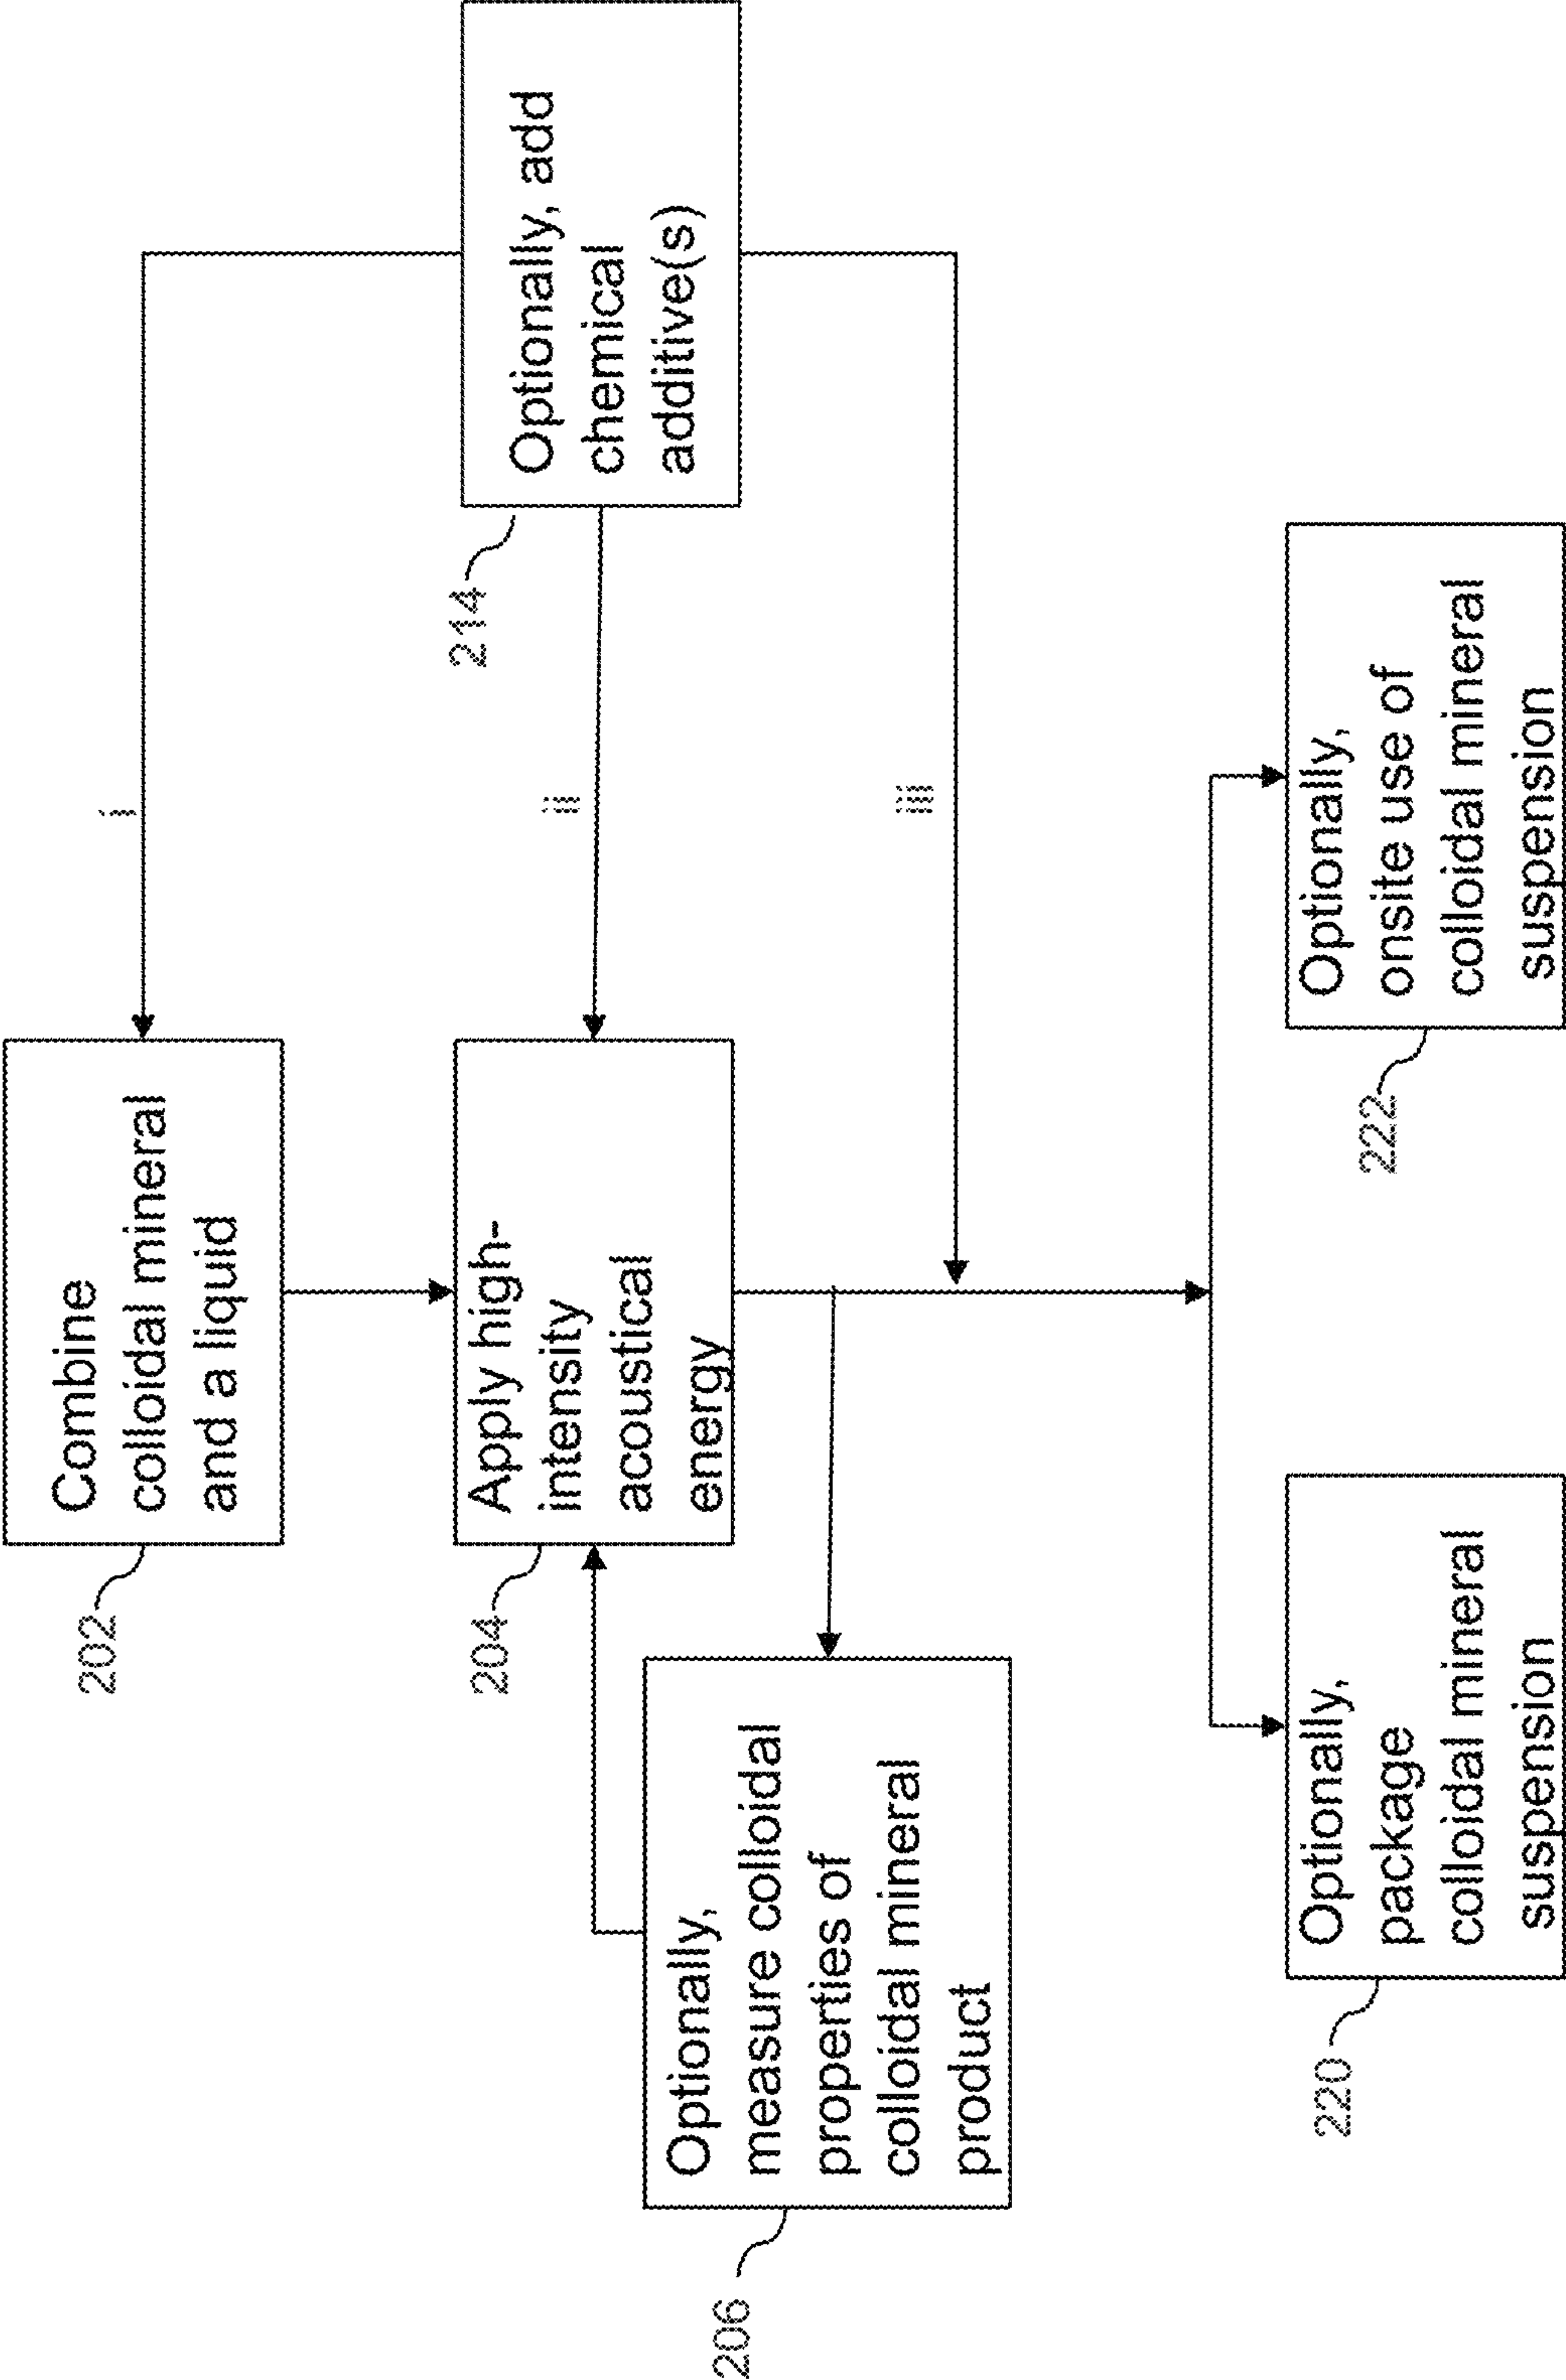 202
Combine
colloidal mineral
and a liquid
i
204
Apply high-
intensity
acoustical
energy
ii
214
Optionally, add
chemical
additive(s)
206
Optionally,
measure colloidal
properties of
colloidal mineral
product
iii
220
Optionally,
package
colloidal mineral
suspension
222
Optionally,
onsite use of
colloidal mineral
suspension